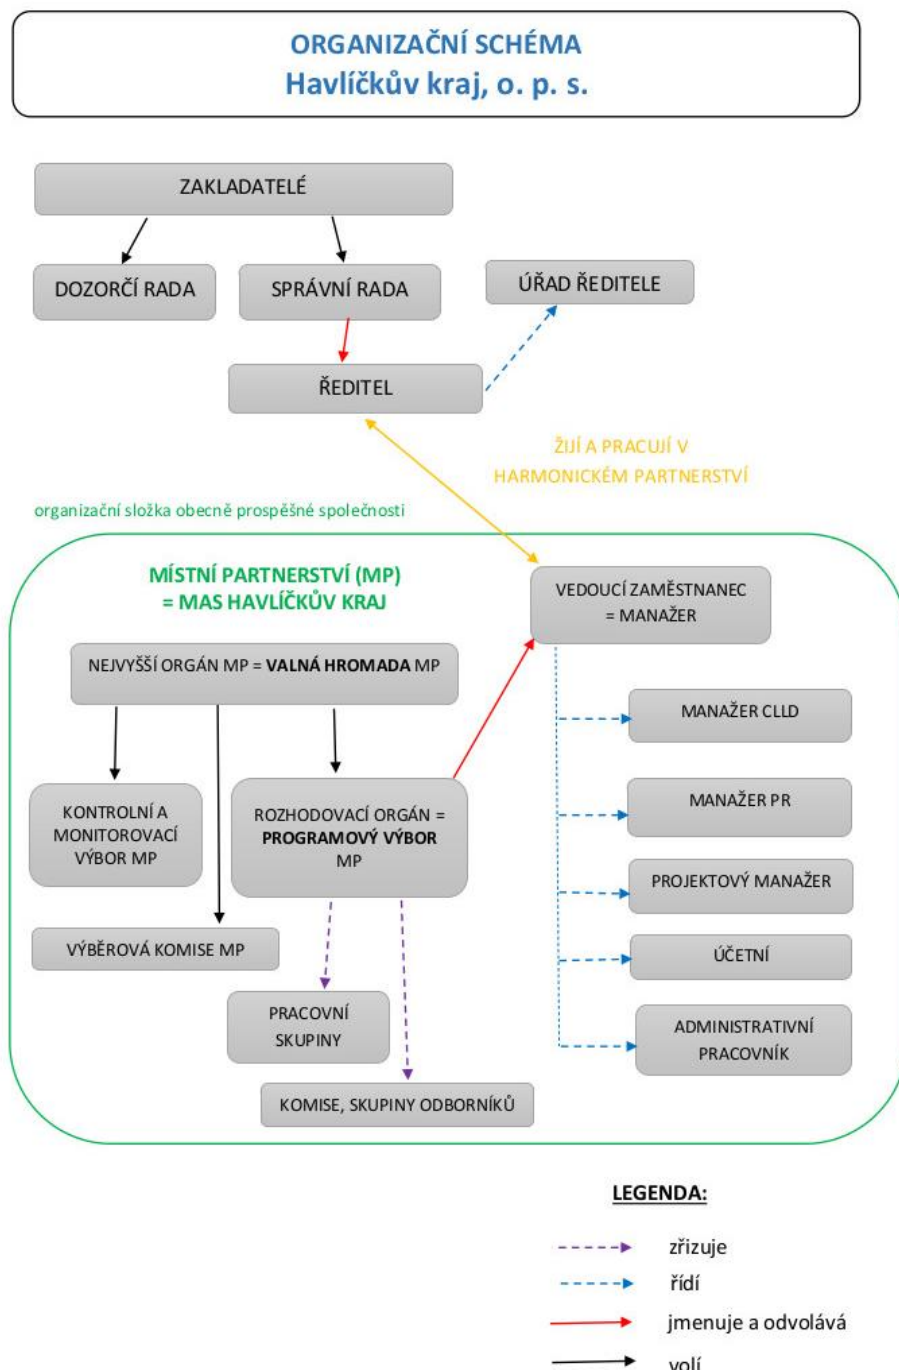 ORGANIZAČNÍ SCHÉMA
Havlíčkův kraj, o. p. s.
ZAKLADATELÉ
DOZORČÍ RADA
SPRÁVNÍ RADA
ÚŘAD ŘEDITELE
ŘEDITEL
ŽIJÍ A PRACUJÍ V
HARMONICKÉM PARTNERSTVÍ
organizační složka obecně prospěšné společnosti
MÍSTNÍ PARTNERSTVÍ (MP)
= MAS HAVLÍČKŮV KRAJ
VEDOUCÍ ZAMĚSTNANEC
= MANAŽER
NEJVYŠŠÍ ORGÁN MP = VALNÁ HROMADA MP
MANAŽER CLLD
KONTROLNÍ A
MONITOROVACÍ
VÝBOR MP
ROZHODOVACÍ ORGÁN =
PROGRAMOVÝ VÝBOR
MP
MANAŽER PR
PROJEKTOVÝ MANAŽER
VÝBĚROVÁ KOMISE MP
ÚČETNÍ
PRACOVNÍ
SKUPINY
ADMINISTRATIVNÍ
PRACOVNÍK
KOMISE, SKUPINY ODBORNÍKŮ
LEGENDA:
zřizuje
řídí
jmenuje a odvolává
volí